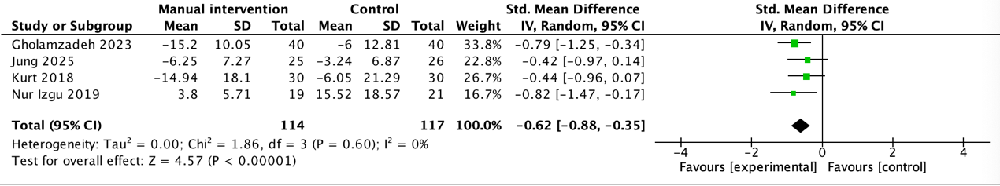 Manual intervention Control Std. Mean Difference Std. Mean Difference
Study or Subgroup Mean SD Total Mean SD Total Weight IV, Random, 95% CI IV, Random, 95% CI
Gholamzadeh 2023 −15.2 10.05 40 −6 12.81 40 33.8% −0.79 [−1.25, −0.34]
Jung 2025 −6.25 7.27 25 −3.24 6.87 26 22.8% −0.42 [−0.97, 0.14]
Kurt 2018 −14.94 18.1 30 −6.05 21.29 30 26.7% −0.44 [−0.96, 0.07]
Nur Izgu 2019 3.8 5.71 19 15.52 18.57 21 16.7% −0.82 [−1.47, −0.17]
Total (95% CI) 114 117 100.0% −0.62 [−0.88, −0.35]
Heterogeneity: Tau² = 0.00; Chi² = 1.86, df = 3 (P = 0.60); I² = 0%
Test for overall effect: Z = 4.57 (P < 0.00001)
−4 −2 0 2 4
Favours [experimental] Favours [control]